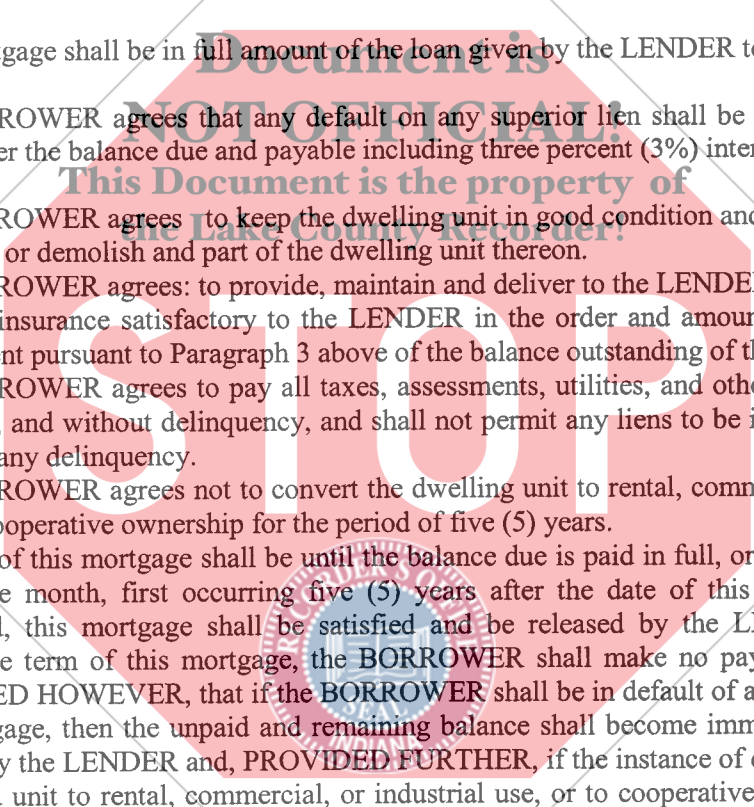 Document is
tgage shall be in full amount of the loan given by the LENDER to
NOT OFFICIAL!
ROWER agrees that any default on any superior lien shall be
er the balance due and payable including three percent (3%) inter
This Document is the property of
the Lake County Recorder!
ROWER agrees to keep the dwelling unit in good condition and
or demolish and part of the dwelling unit thereon.
ROWER agrees: to provide, maintain and deliver to the LENDE
insurance satisfactory to the LENDER in the order and amoun
nt pursuant to Paragraph 3 above of the balance outstanding of t
ROWER agrees to pay all taxes, assessments, utilities, and othe
, and without delinquency, and shall not permit any liens to be i
any delinquency.
STOP
ROWER agrees not to convert the dwelling unit to rental, comm
ooperative ownership for the period of five (5) years.
of this mortgage shall be until the balance due is paid in full, or
e month, first occurring five (5) years after the date of this
l, this mortgage shall be satisfied and be released by the L
e term of this mortgage, the BORROWER shall make no pay
ED HOWEVER, that if the BORROWER shall be in default of a
gage, then the unpaid and remaining balance shall become imm
y the LENDER and, PROVIDED FURTHER, if the instance of
unit to rental, commercial, or industrial use, or to cooperative
RECORDER'S OFFICE
SEAL
INDIANA